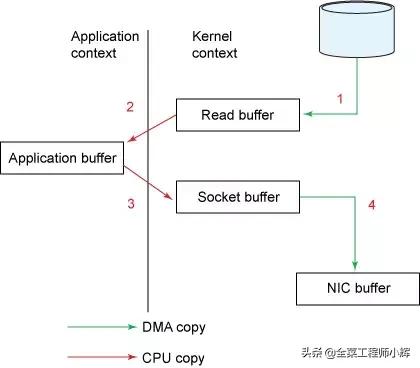 Application
context
Kernel
context
1
2
Read buffer
Application buffer
3
Socket buffer
4
NIC buffer
DMA copy
CPU copy
头条 @全菜工程师小辉